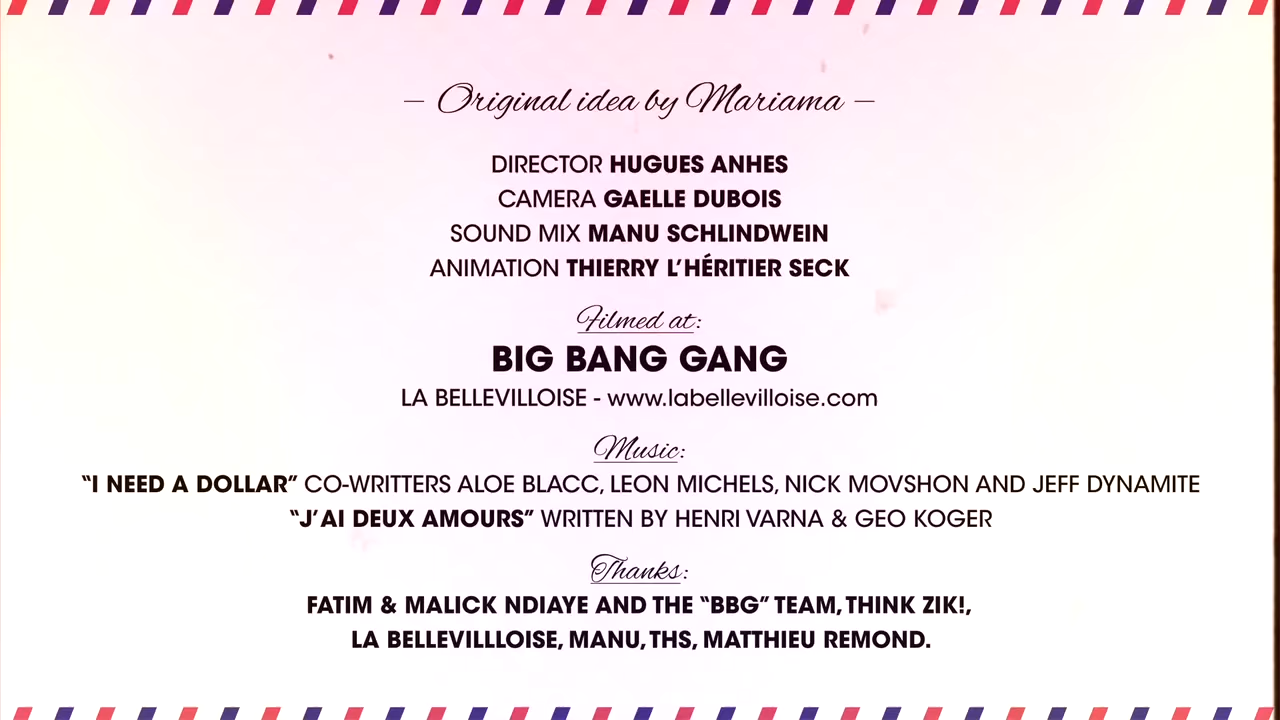 – Original idea by Mariama –
DIRECTOR HUGUES ANHES
CAMERA GAELLE DUBOIS
SOUND MIX MANU SCHLINDWEIN
ANIMATION THIERRY L’HÉRITIER SECK
Filmed at:
BIG BANG GANG
LA BELLEVILLOISE - www.labellevilloise.com
Music:
“I NEED A DOLLAR” CO-WRITTERS ALOE BLACC, LEON MICHELS, NICK MOVSHON AND JEFF DYNAMITE
“J’AI DEUX AMOURS” WRITTEN BY HENRI VARNA & GEO KOGER
Thanks:
FATIM & MALICK NDIAYE AND THE “BBG” TEAM, THINK ZIK!,
LA BELLEVILLLOISE, MANU, THS, MATTHIEU REMOND.